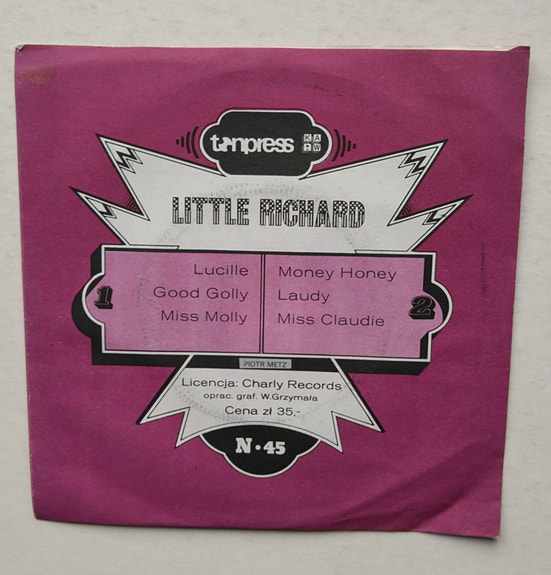 tonpress KAW
LITTLE RICHARD
1
Lucille
Good Golly
Miss Molly
Money Honey
Laudy
Miss Claudie
2
PIOTR METZ
Licencja: Charly Records
oprac. graf. W.Grzymała
Cena zł 35,-
N·45